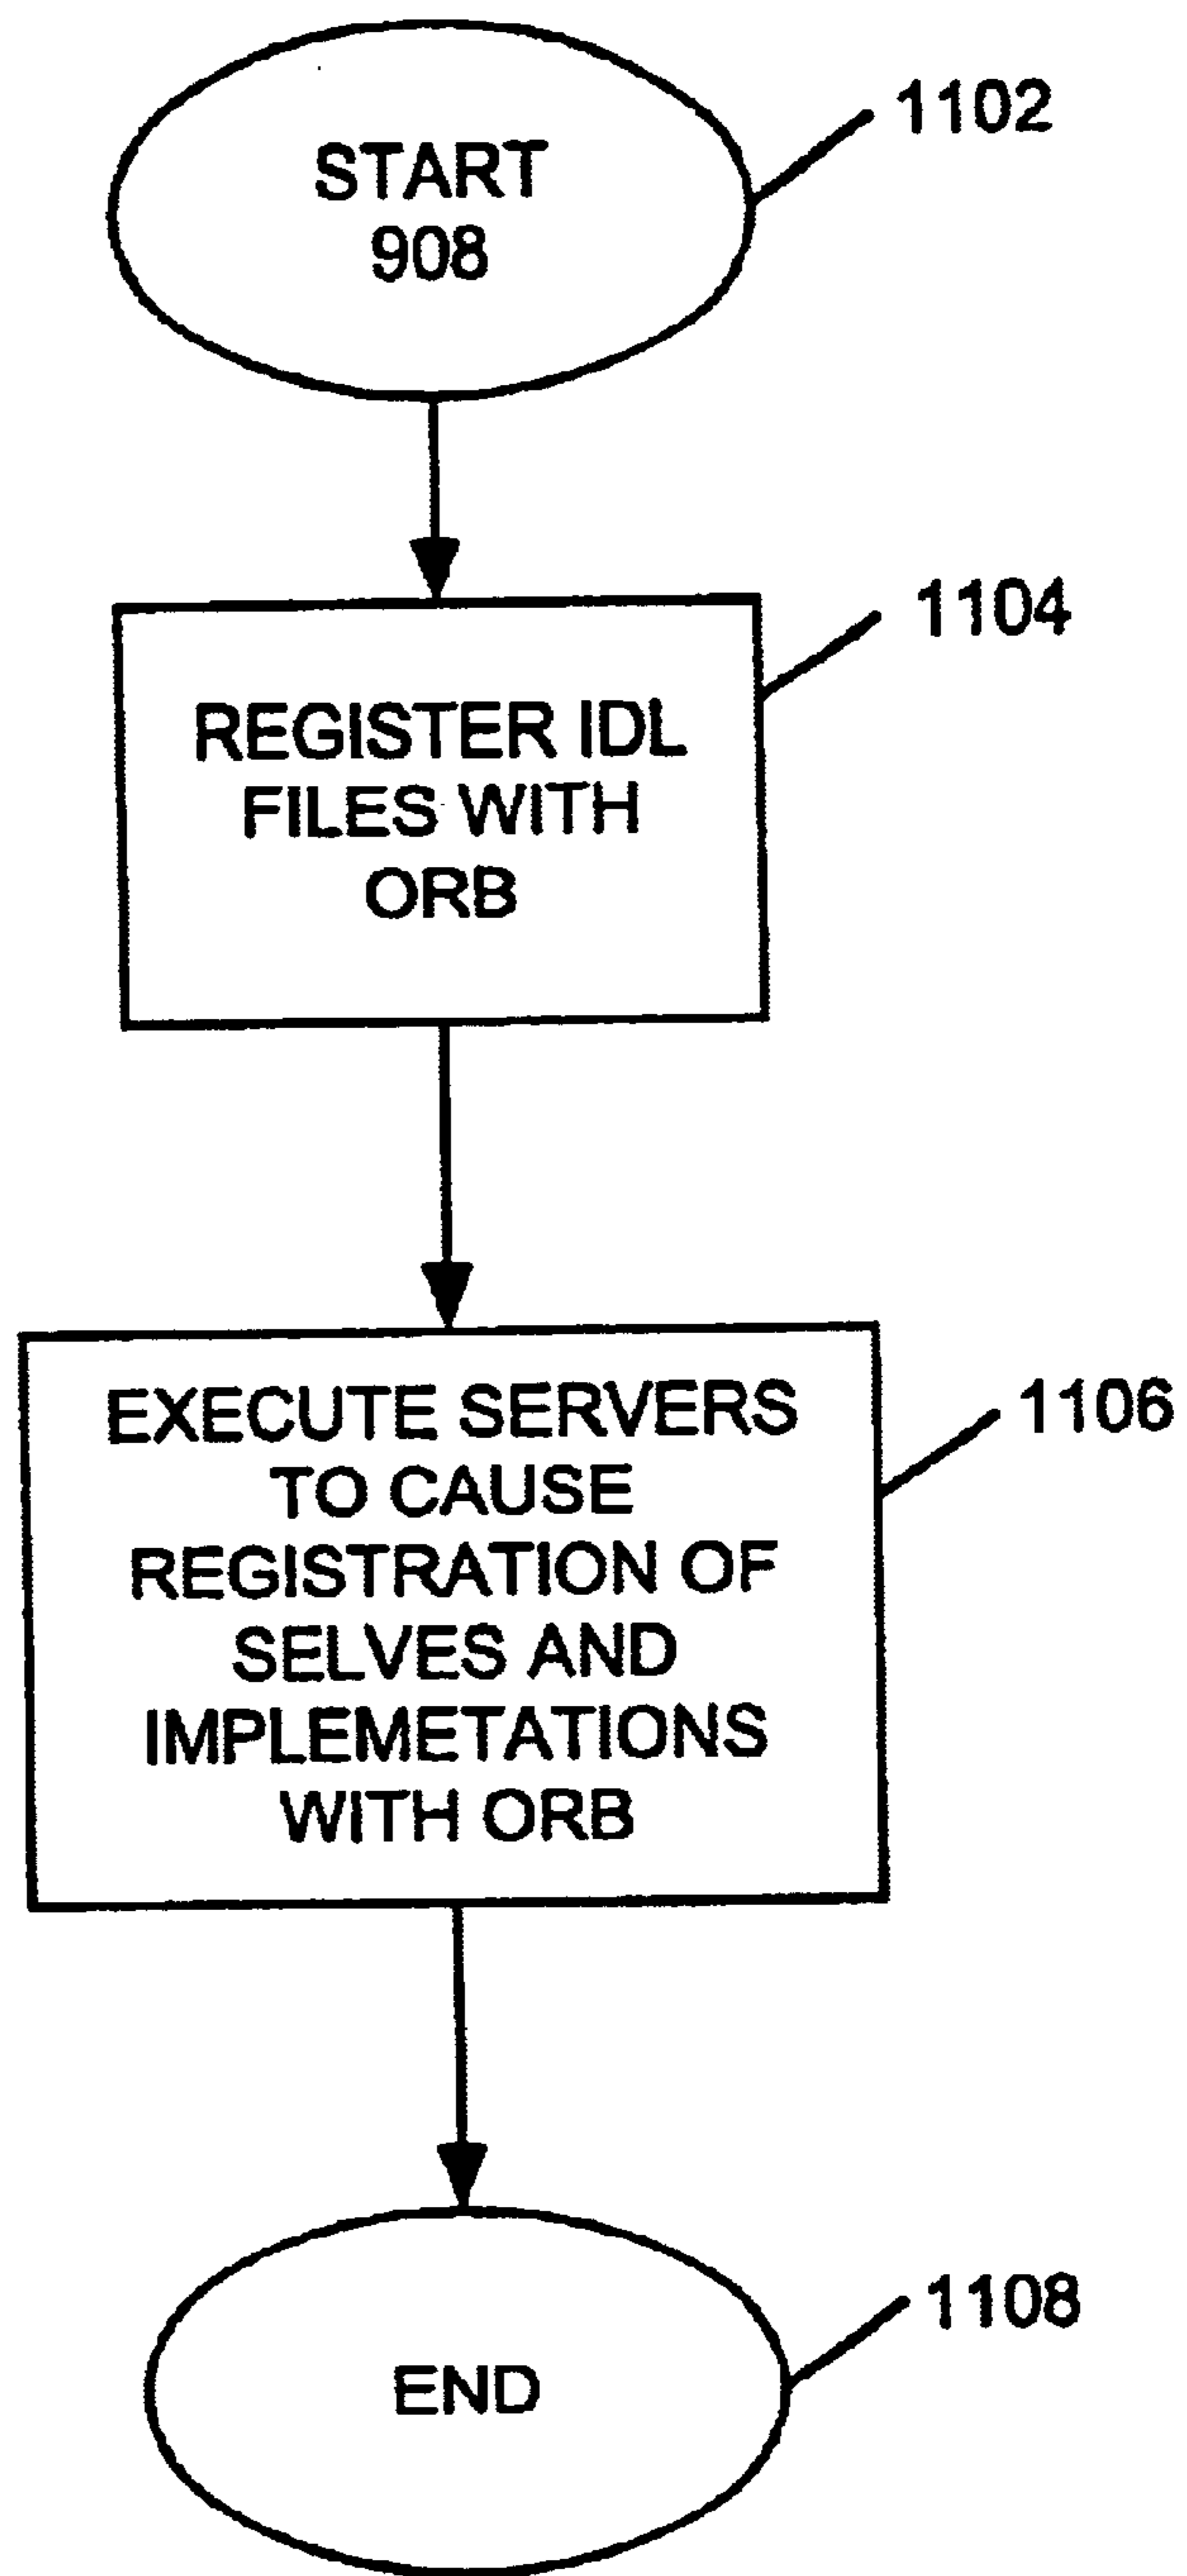 START
908
1102
REGISTER IDL
FILES WITH
ORB
1104
EXECUTE SERVERS
TO CAUSE
REGISTRATION OF
SELVES AND
IMPLEMETATIONS
WITH ORB
1106
END
1108